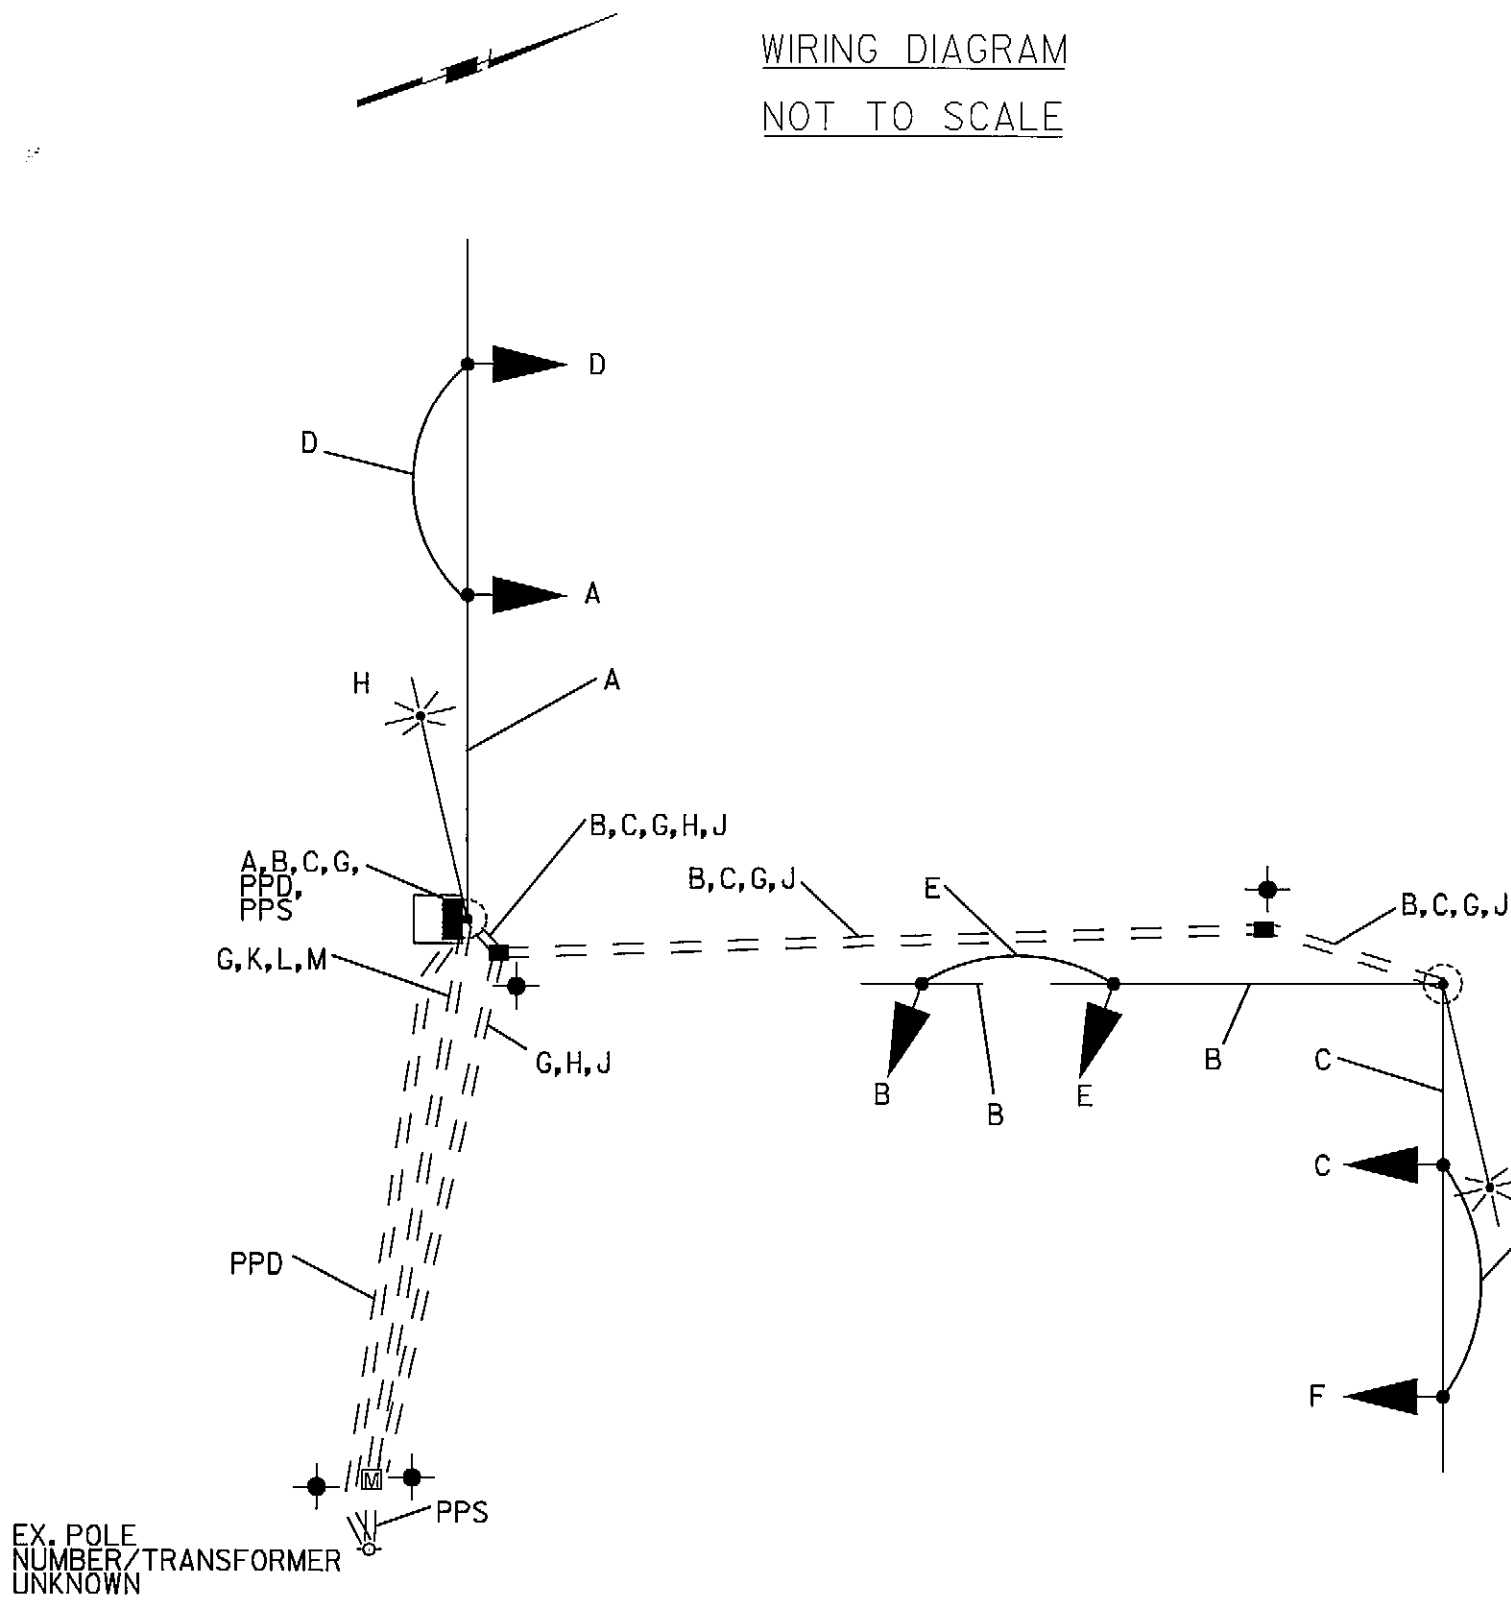 WIRING DIAGRAM
NOT TO SCALE
D
D
A
H
A
B,C,G,H,J
A,B,C,G,
PPD,
PPS
B,C,G,J
E
B,C,G,J
G,K,L,M
G,H,J
B
E
B
B
C
C
PPD
F
M
PPS
EX. POLE
NUMBER/TRANSFORMER
UNKNOWN